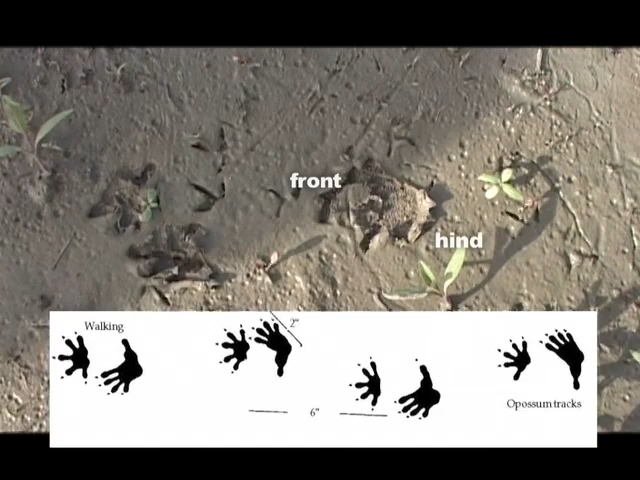 front
hind
Walking
2"
6"
Opossum tracks